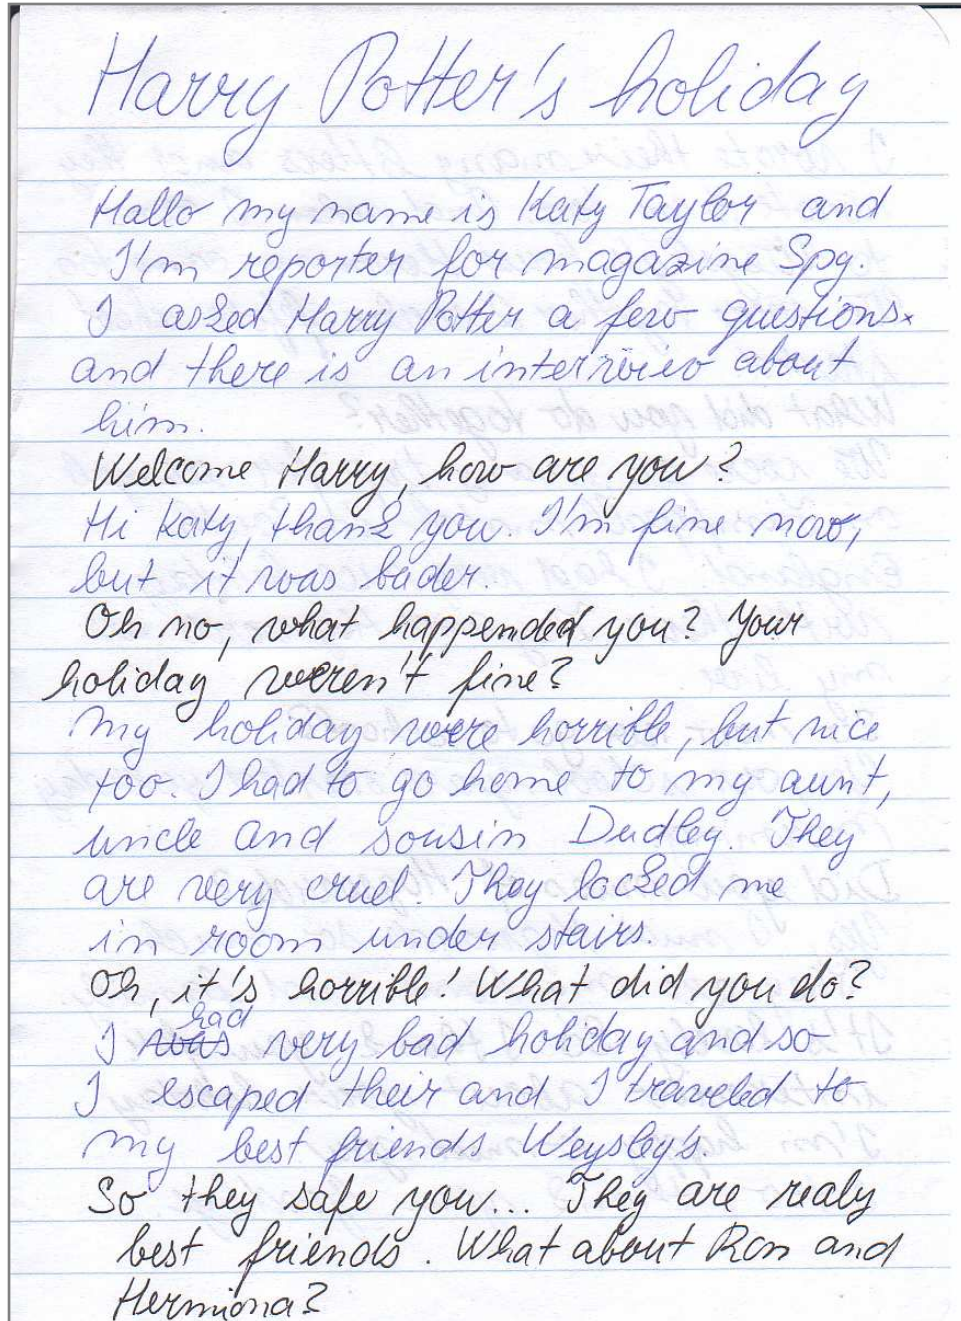 Harry Potter's holiday
Hallo my name is Katy Taylor and
I'm reporter for magazine Spy.
I asked Harry Potter a few questions.
and there is an interview about
him.
Welcome Harry, how are you?
Hi Katy, thank you. I'm fine now,
but it was bader.
Oh no, what happended you? Your
holiday weren't fine?
My holiday were horrible, but nice
too. I had to go home to my aunt,
uncle and sousin Dudley. They
are very cruel. They locked me
in room under stairs.
Oh, it's horrible! What did you do?
had
I was very bad holiday and so
I escaped their and I traveled to
my best friends Weysley's.
So they safe you... They are realy
best friends. What about Ron and
Hermiona?